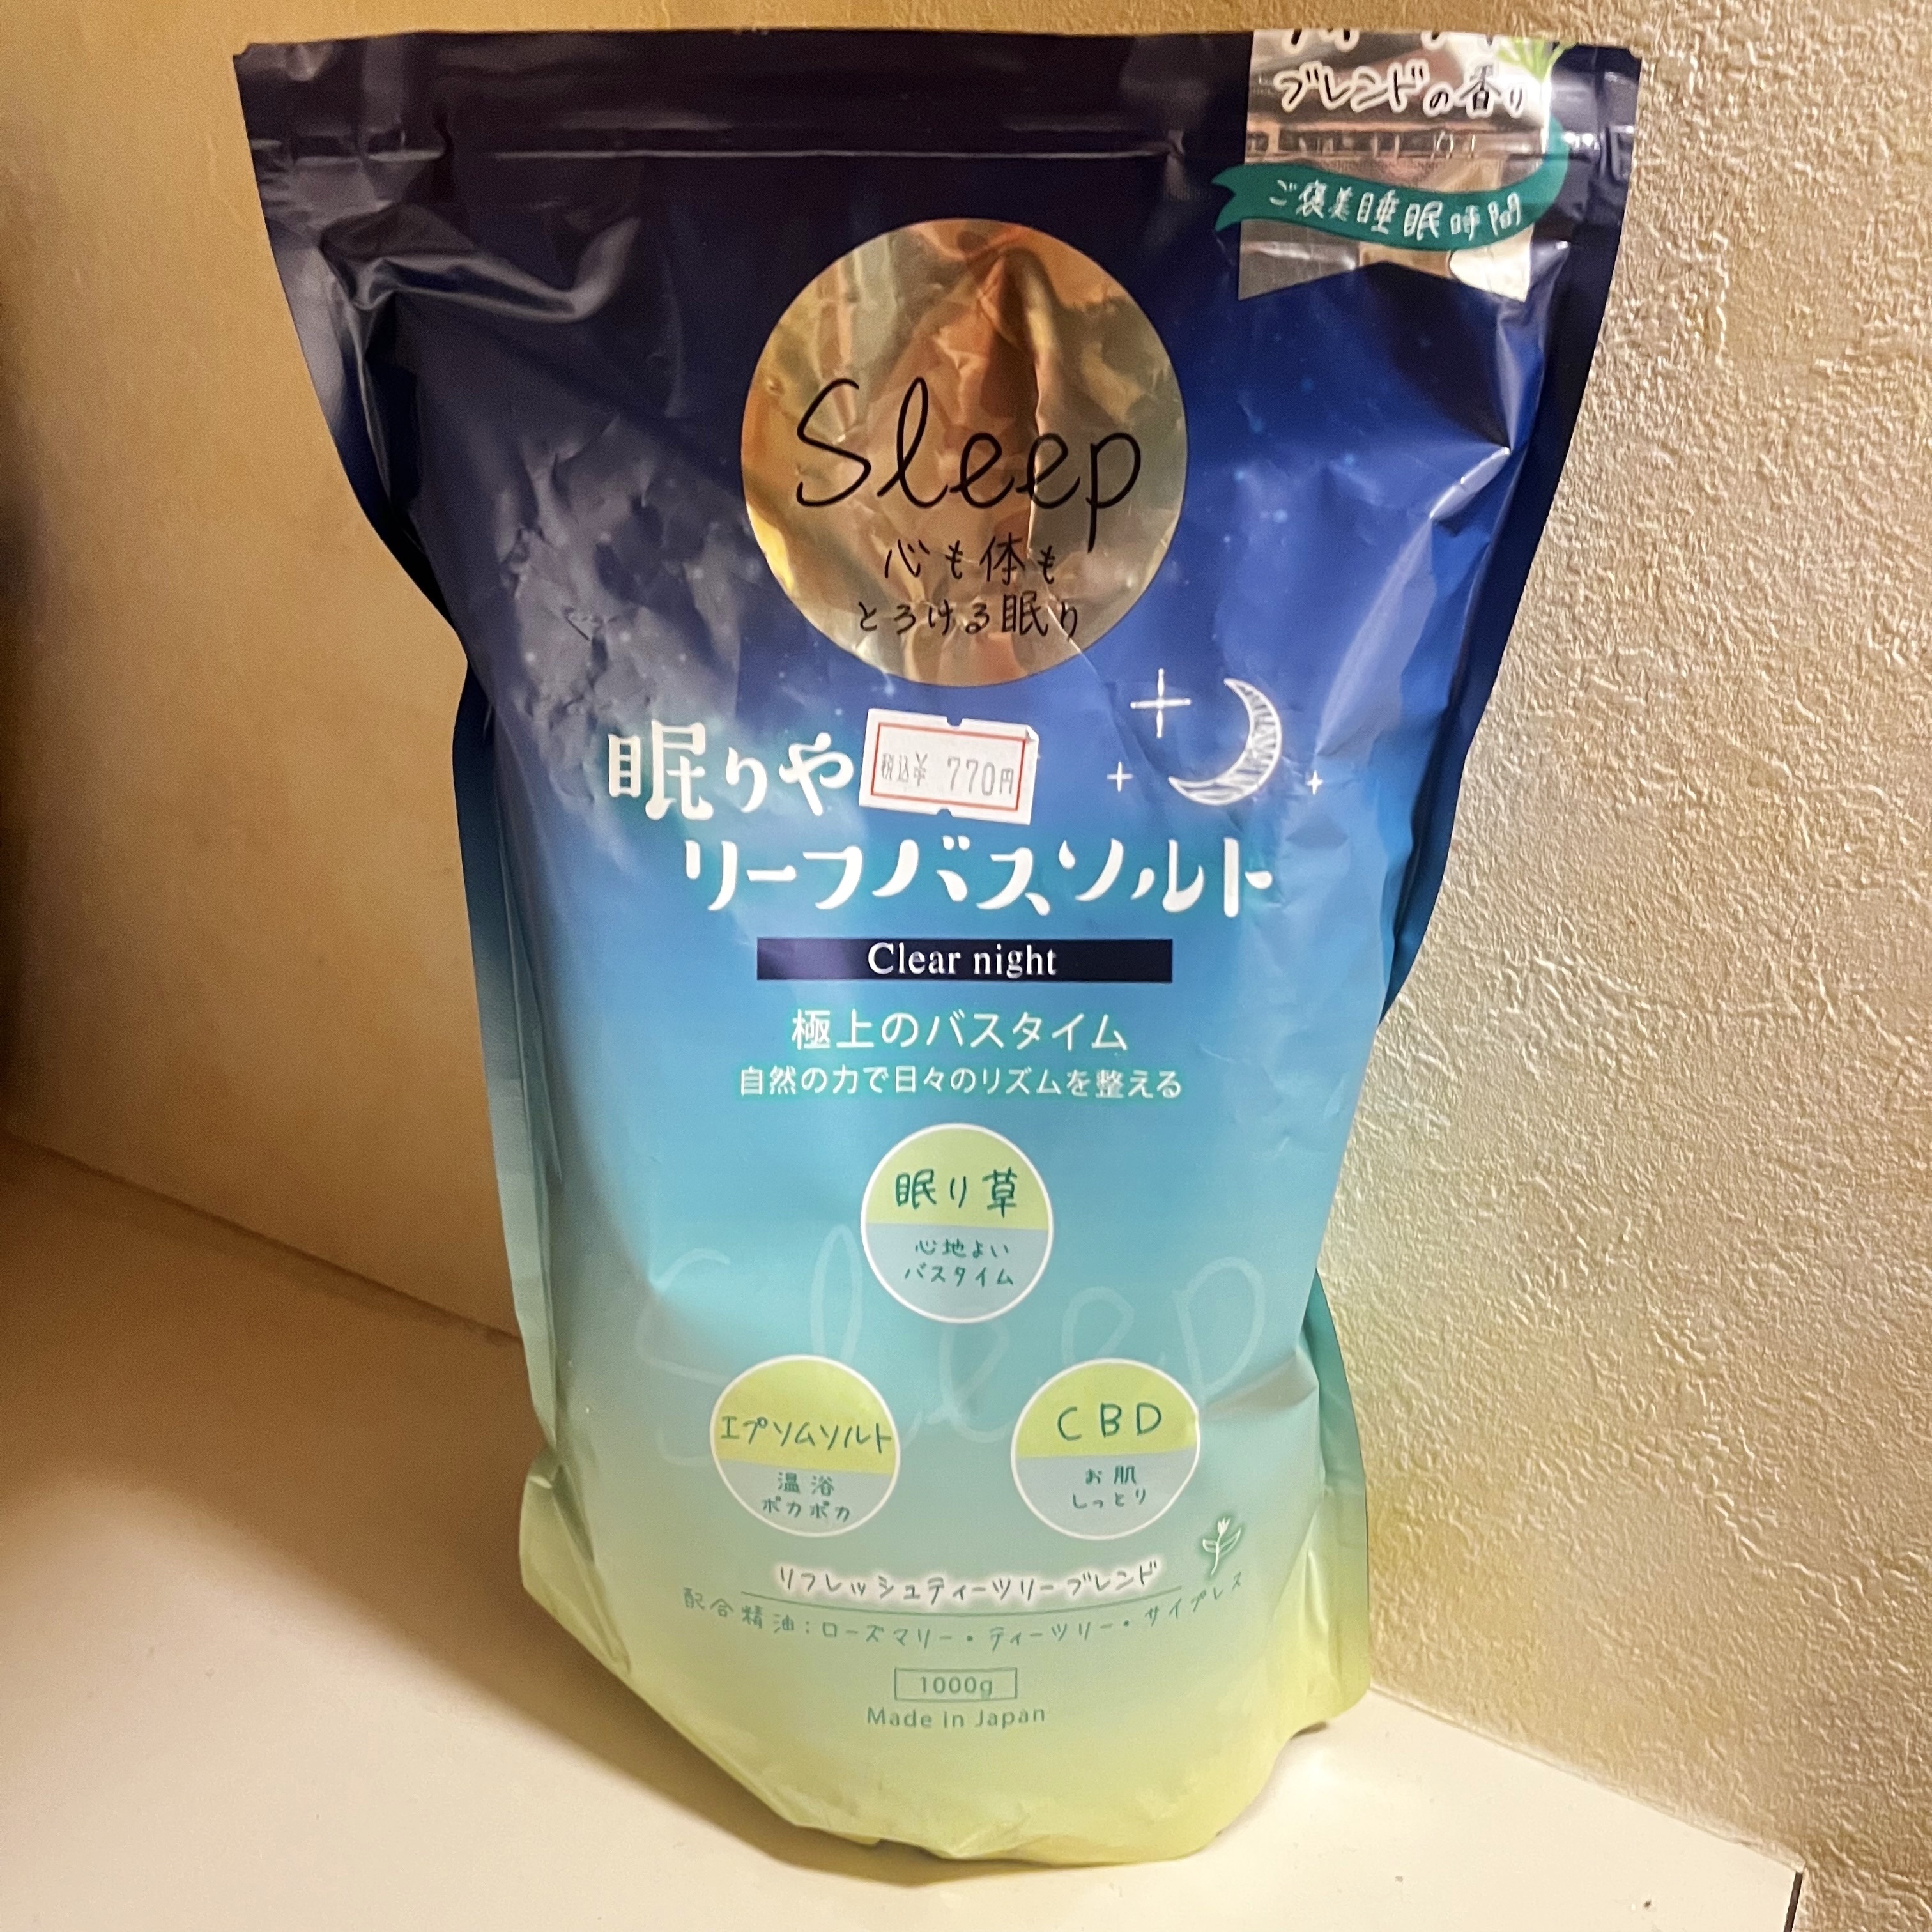 ブレンドの香り
ご褒美睡眠時間
Sleep
心も体も
とろける眠り
眠りや
税込¥ 770円
リーフバスソルト
Clear night
極上のバスタイム
自然の力で日々のリズムを整える
眠り草
心地よい
バスタイム
Sleep
エプソムソルト
温浴
ポカポカ
CBD
お肌
しっとり
リフレッシュティーツリーブレンド
配合精油:ローズマリー・ティーツリー・サイプレス
1000g
Made in Japan